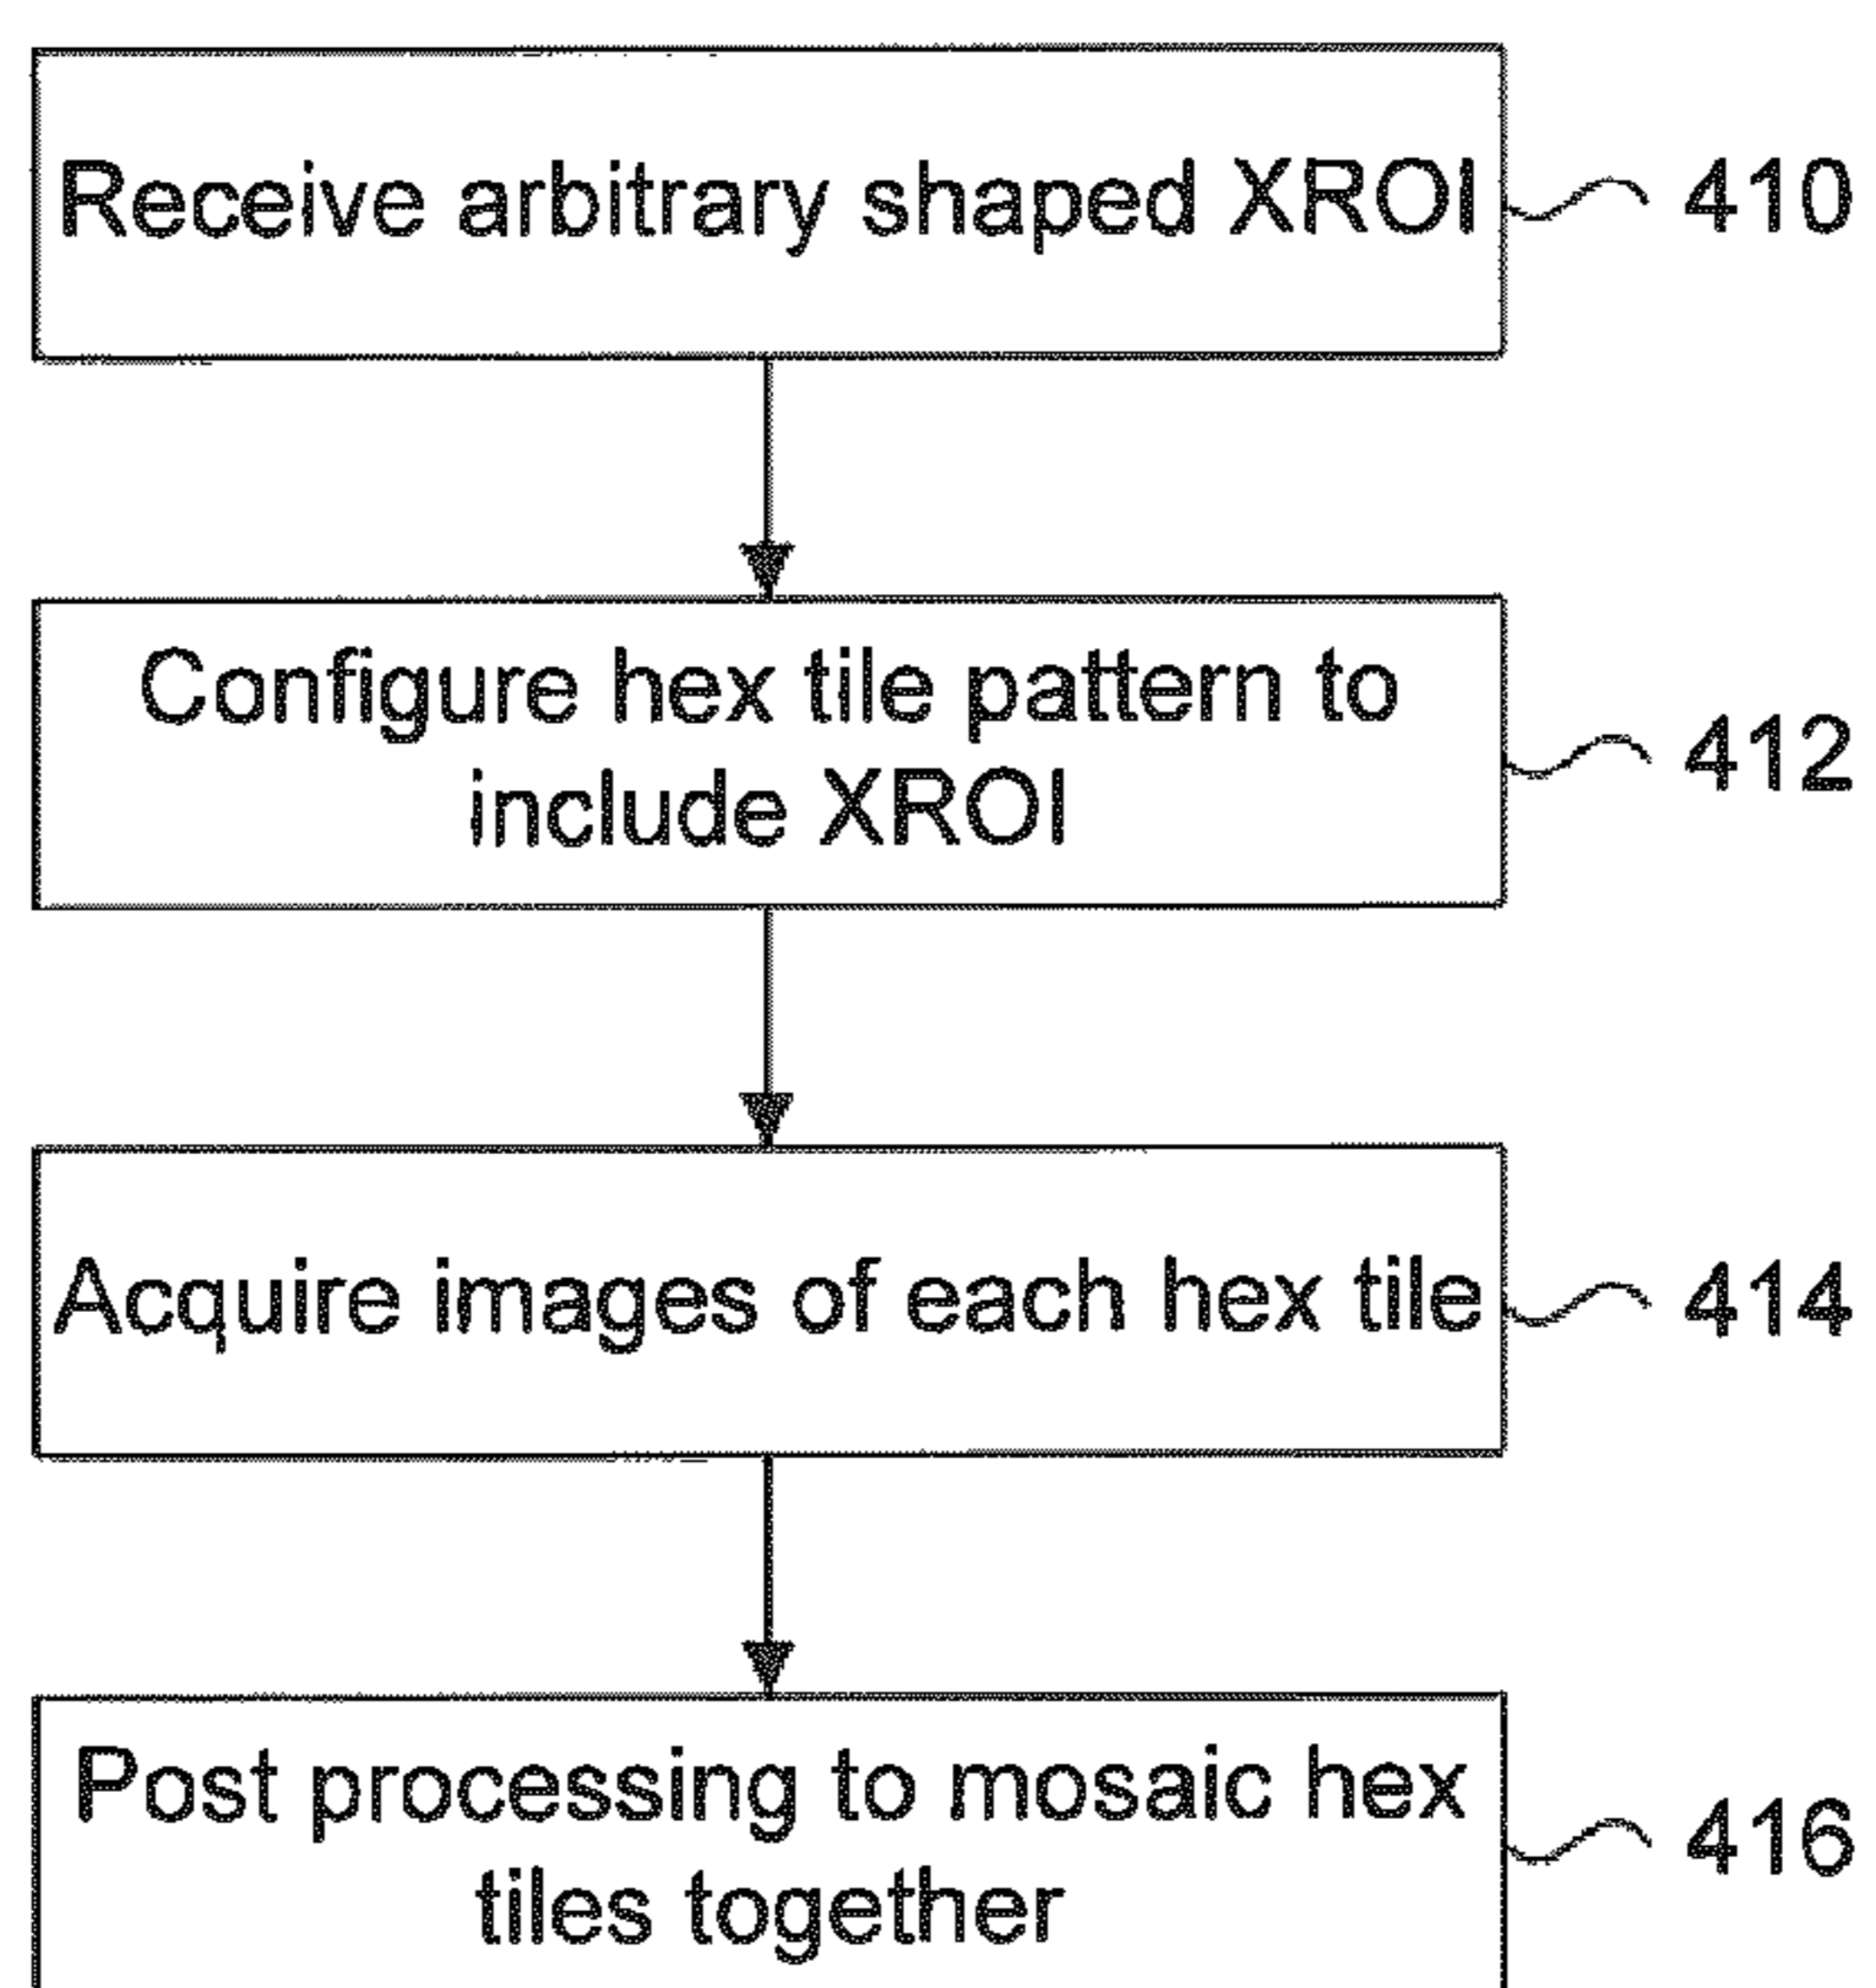 Receive arbitrary shaped XROI
410
Configure hex tile pattern to
include XROI
412
Acquire images of each hex tile
414
Post processing to mosaic hex
tiles together
416